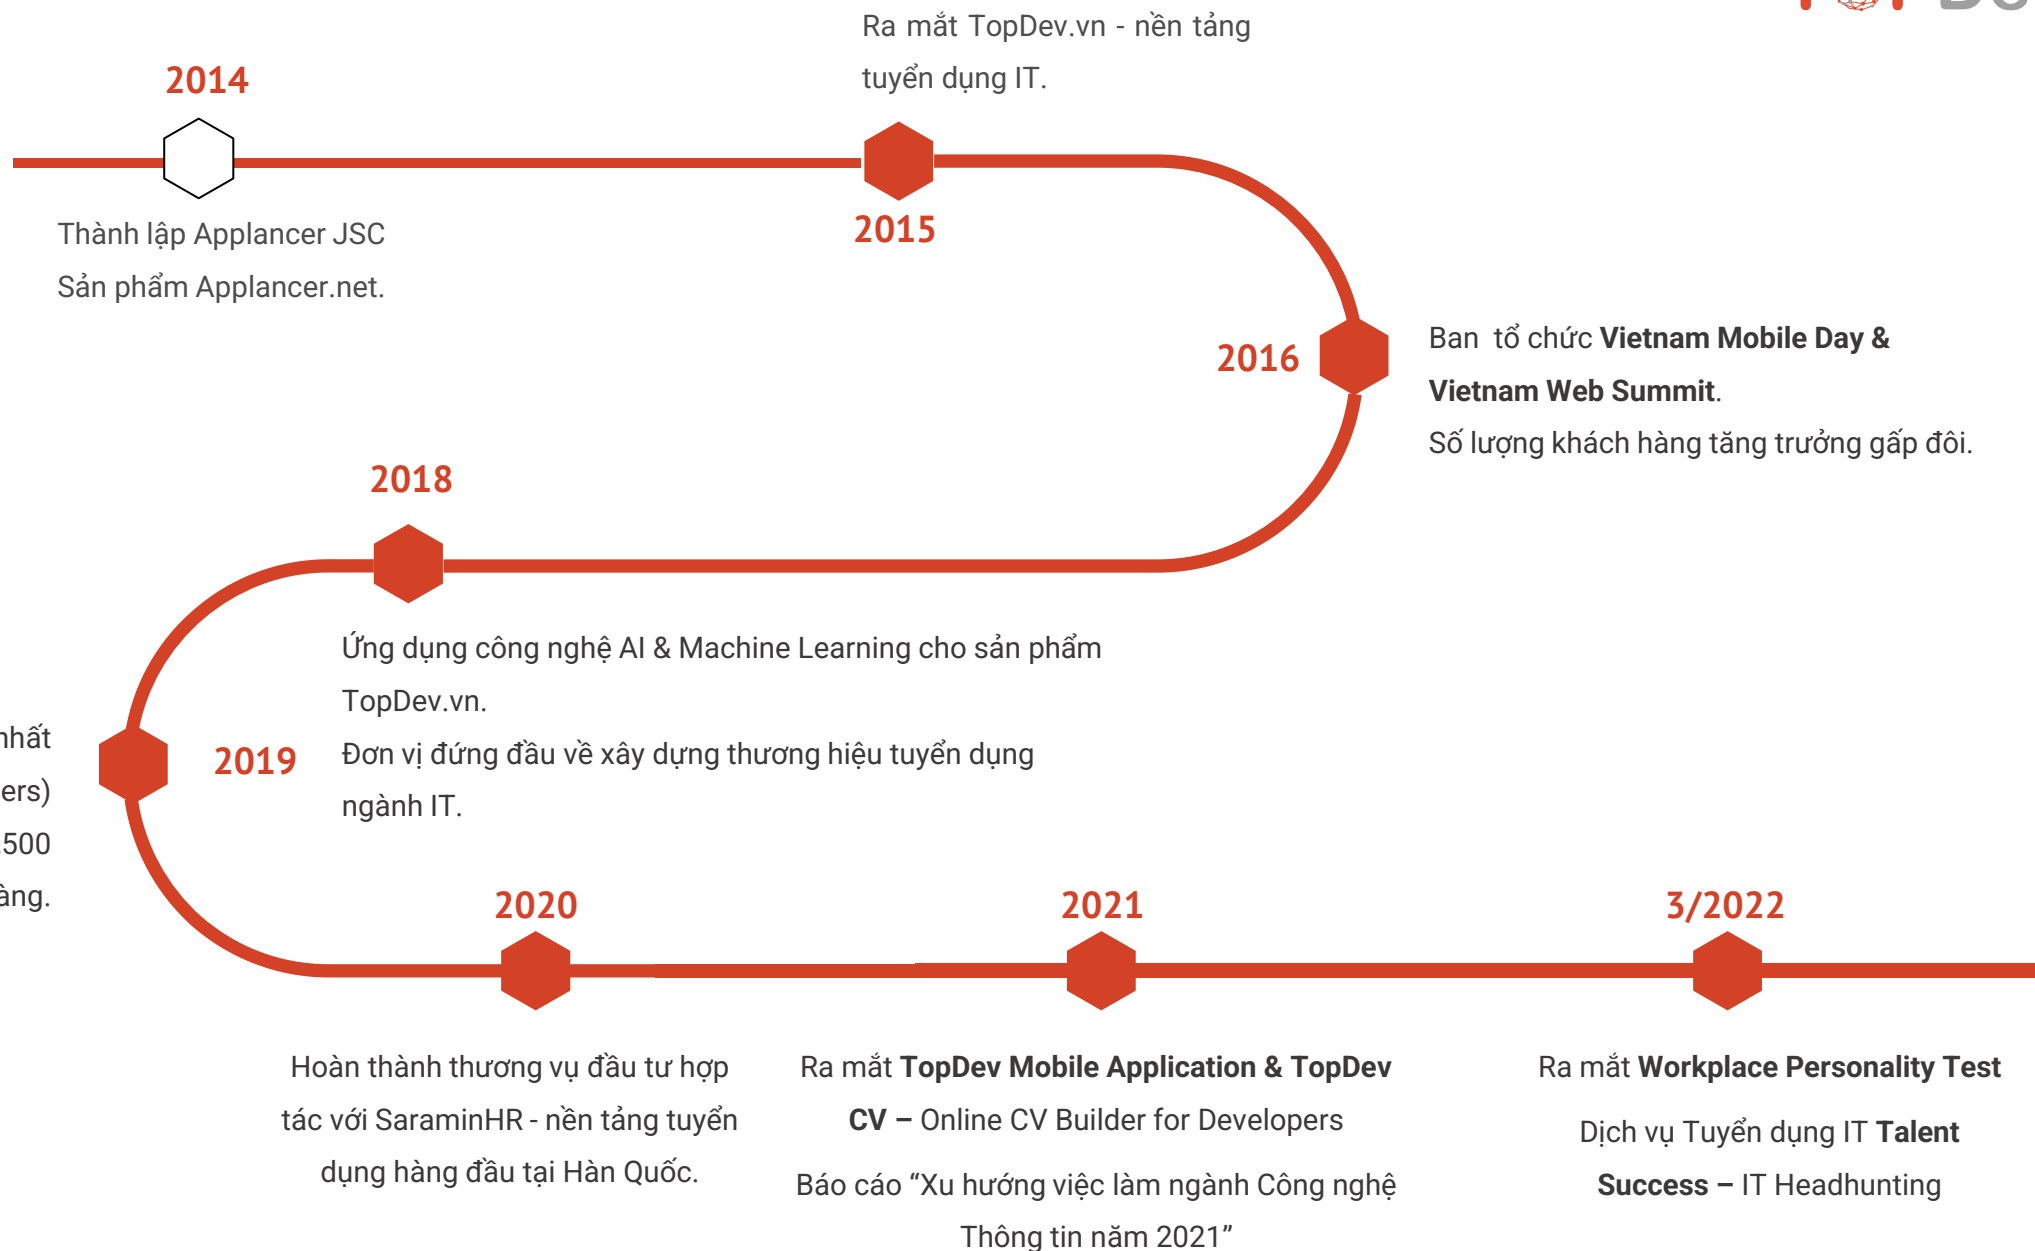 Ra mắt TopDev.vn - nền tảng
tuyển dụng IT.
2014
2015
Thành lập Applancer JSC
Sản phẩm Applancer.net.
2016
Ban tổ chức Vietnam Mobile Day &
Vietnam Web Summit.
Số lượng khách hàng tăng trưởng gấp đôi.
2018
Ứng dụng công nghệ AI & Machine Learning cho sản phẩm
TopDev.vn.
Đơn vị đứng đầu về xây dựng thương hiệu tuyển dụng
ngành IT.
2019
500
2020
2021
3/2022
Hoàn thành thương vụ đầu tư hợp
tác với SaraminHR - nền tảng tuyển
dụng hàng đầu tại Hàn Quốc.
Ra mắt TopDev Mobile Application & TopDev
CV – Online CV Builder for Developers
Báo cáo “Xu hướng việc làm ngành Công nghệ
Thông tin năm 2021”
Ra mắt Workplace Personality Test
Dịch vụ Tuyển dụng IT Talent
Success – IT Headhunting